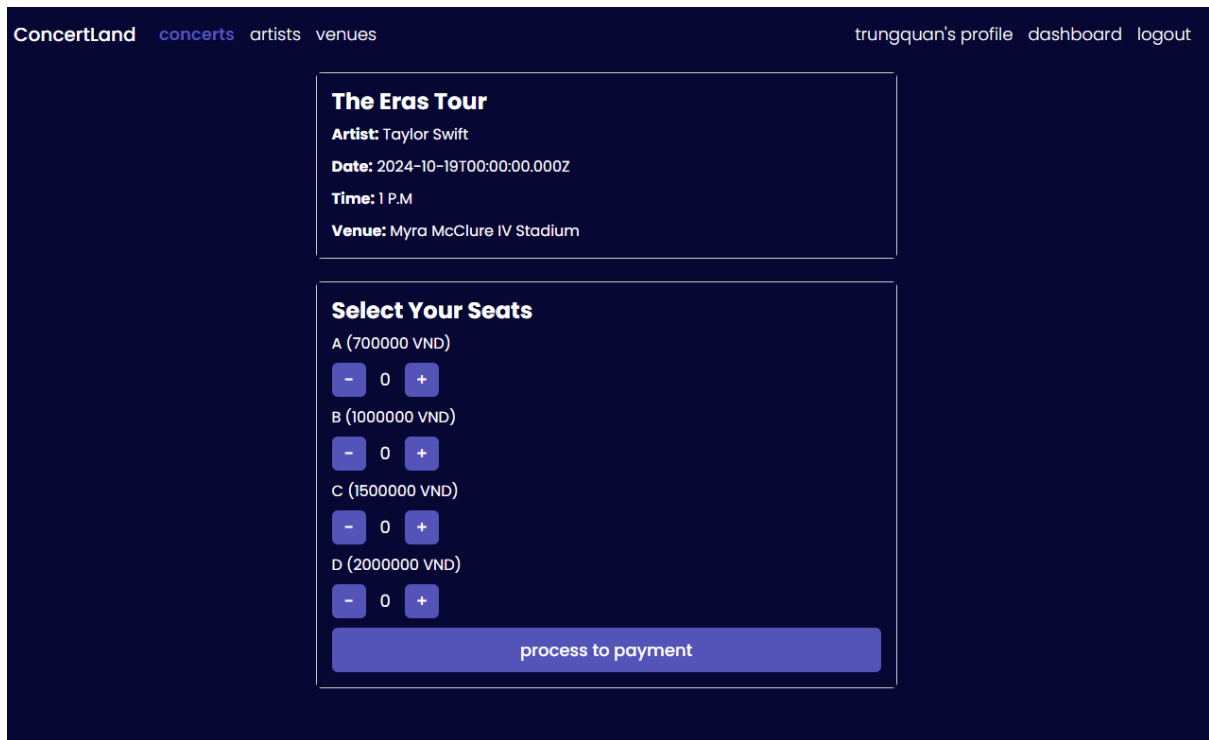 ConcertLand concerts artists venues trungquan's profile dashboard logout
The Eras Tour
Artist: Taylor Swift
Date: 2024-10-19T00:00:00.000Z
Time: 1 P.M
Venue: Myra McClure IV Stadium
Select Your Seats
A (700000 VND)
- 0 +
B (1000000 VND)
- 0 +
C (1500000 VND)
- 0 +
D (2000000 VND)
- 0 +
process to payment